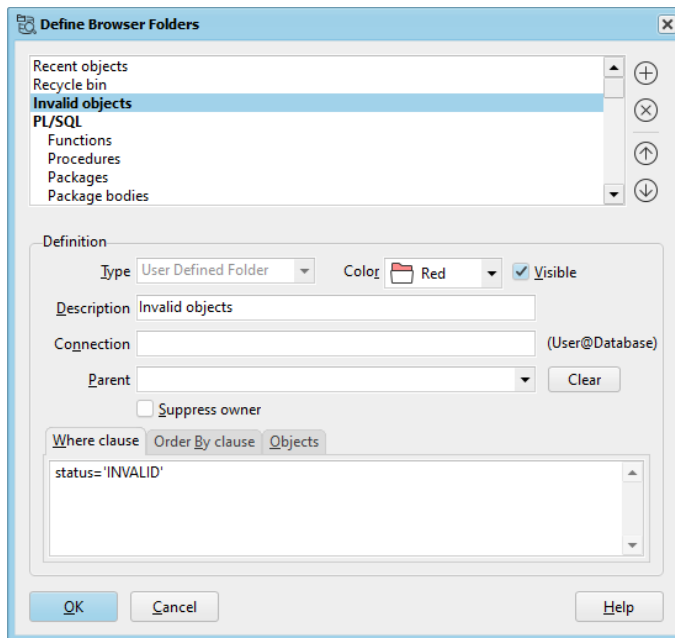 Define Browser Folders
Recent objects
Recycle bin
Invalid objects
PL/SQL
Functions
Procedures
Packages
Package bodies
Definition
Type User Defined Folder Color Red Visible
Description Invalid objects
Connection (User@Database)
Parent Clear
Suppress owner
Where clause Order By clause Objects
status='INVALID'
OK Cancel Help